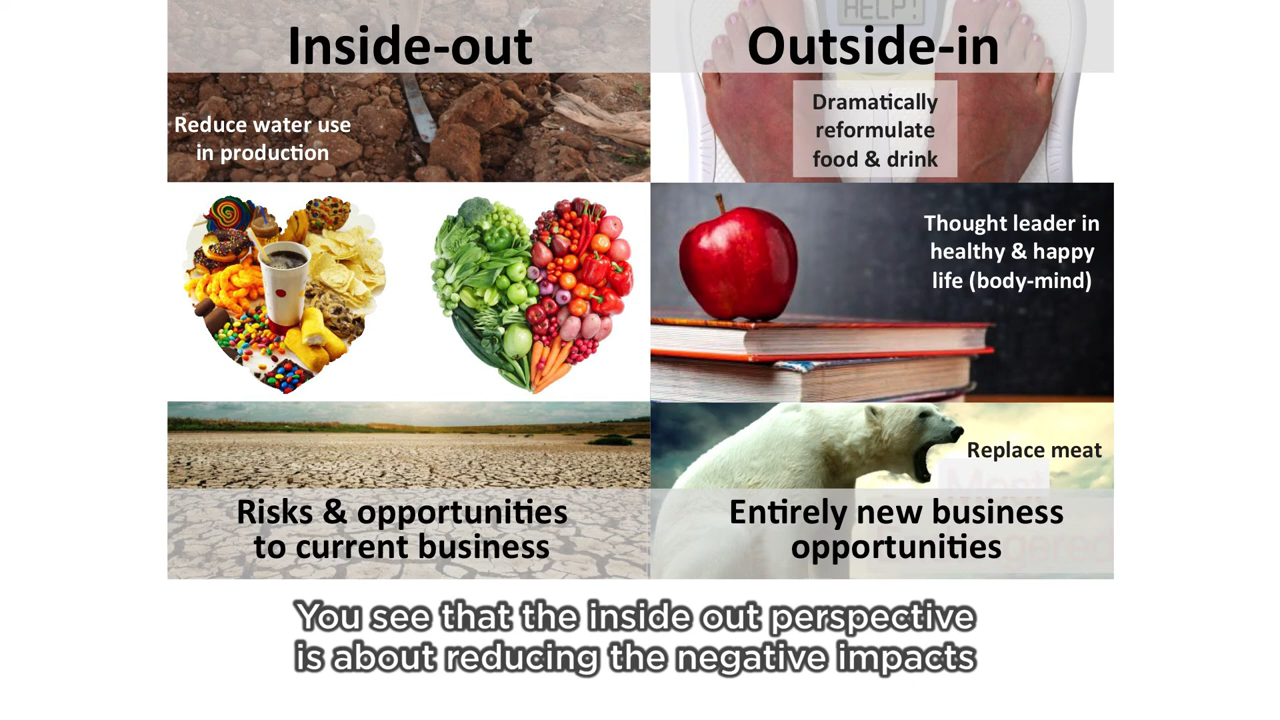 Inside-out
Reduce water use
in production
Risks & opportunities
to current business
HELP!
Outside-in
Dramatically
reformulate
food & drink
Thought leader in
healthy & happy
life (body-mind)
Replace meat
Entirely new business
opportunities
You see that the inside out perspective
is about reducing the negative impacts